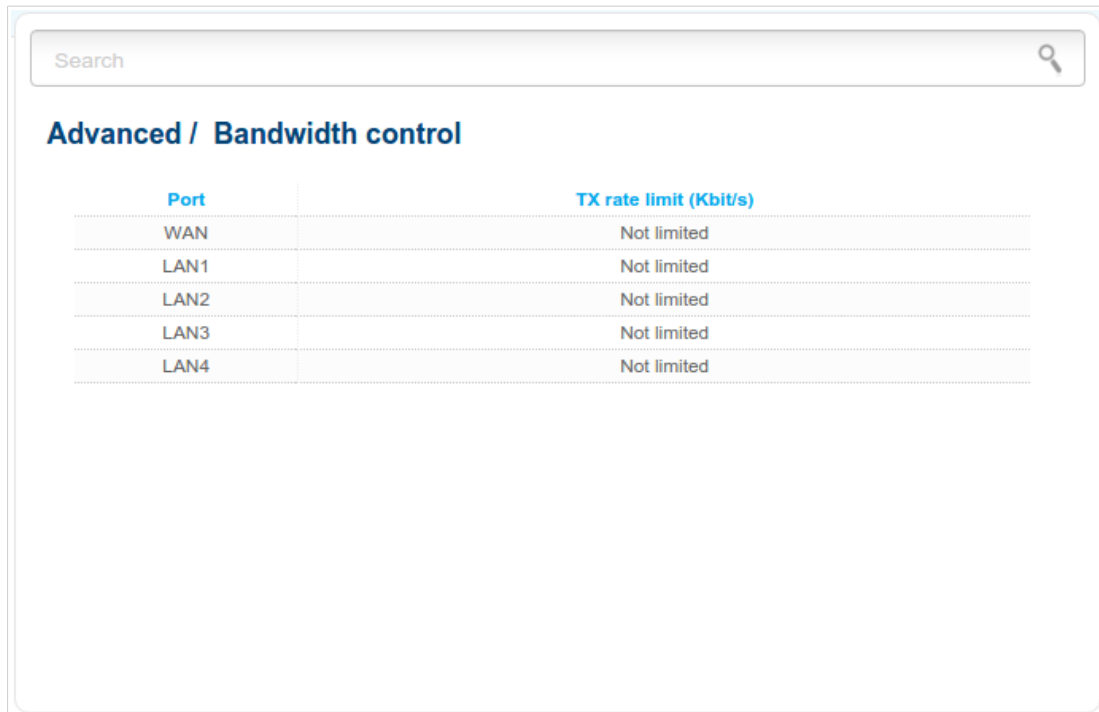 Search
Advanced /  Bandwidth control
Port TX rate limit (Kbit/s)
WAN Not limited
LAN1 Not limited
LAN2 Not limited
LAN3 Not limited
LAN4 Not limited